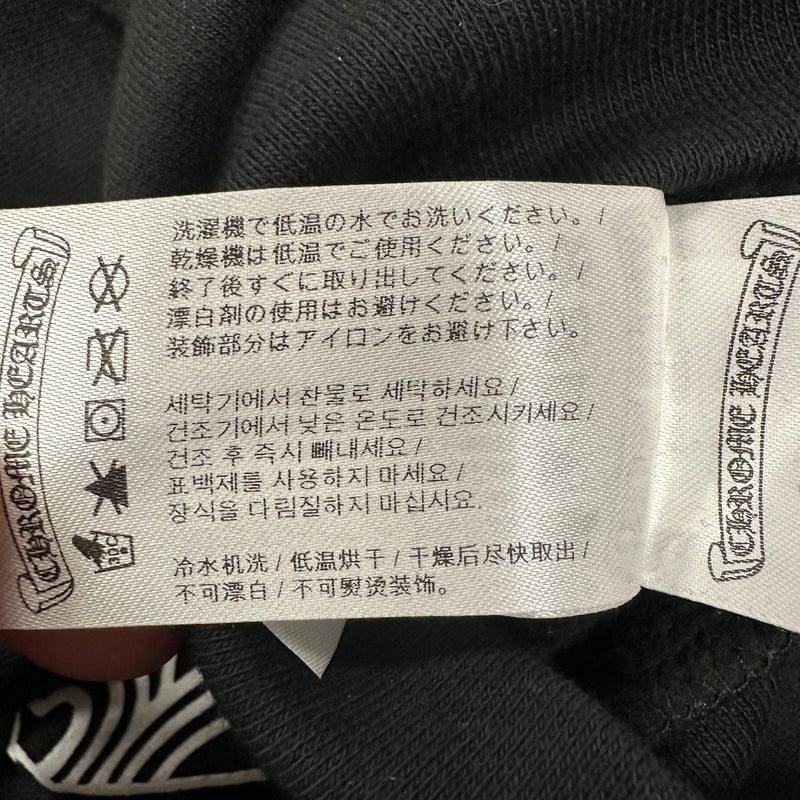 CHROME HEARTS
洗濯機で低温の水でお洗いください。/
乾燥機は低温でご使用ください。/
終了後すぐに取り出してください。/
漂白剤の使用はお避けください。/
装飾部分はアイロンをお避け下さい。
세탁기에서 찬물로 세탁하세요 /
건조기에서 낮은 온도로 건조시키세요 /
건조 후 즉시 빼내세요 /
표백제를 사용하지 마세요 /
장식을 다림질하지 마십시요.
冷水机洗 / 低温烘干 / 干燥后尽快取出 /
不可漂白 / 不可熨烫装饰。
30C
CHROME HEARTS